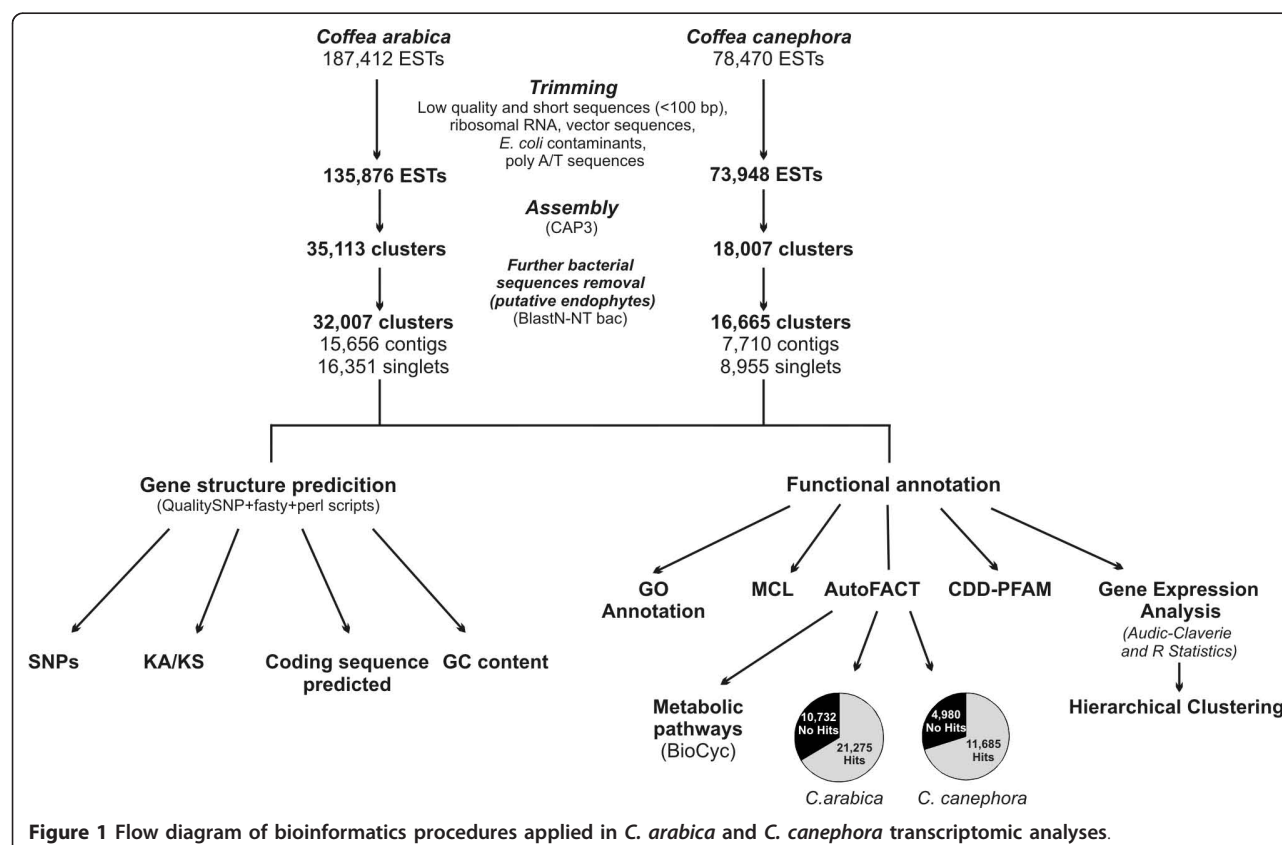 Coffea arabica
187,412 ESTs
Coffea canephora
78,470 ESTs
Trimming
Low quality and short sequences (<100 bp),
ribosomal RNA, vector sequences,
E. coli contaminants,
poly A/T sequences
135,876 ESTs
73,948 ESTs
Assembly
(CAP3)
35,113 clusters
18,007 clusters
Further bacterial
sequences removal
(putative endophytes)
(BlastN-NT bac)
32,007 clusters
15,656 contigs
16,351 singlets
16,665 clusters
7,710 contigs
8,955 singlets
Gene structure predicition
(QualitySNP+fasty+perl scripts)
Functional annotation
SNPs
KA/KS
Coding sequence
predicted
GC content
GO
Annotation
MCL
AutoFACT
CDD-PFAM
Gene Expression
Analysis
(Audic-Claverie
and R Statistics)
Hierarchical Clustering
Metabolic
pathways
(BioCyc)
10,732
No Hits
21,275
Hits
C.arabica
4,980
No Hits
11,685
Hits
C. canephora
Figure 1 Flow diagram of bioinformatics procedures applied in C. arabica and C. canephora transcriptomic analyses.